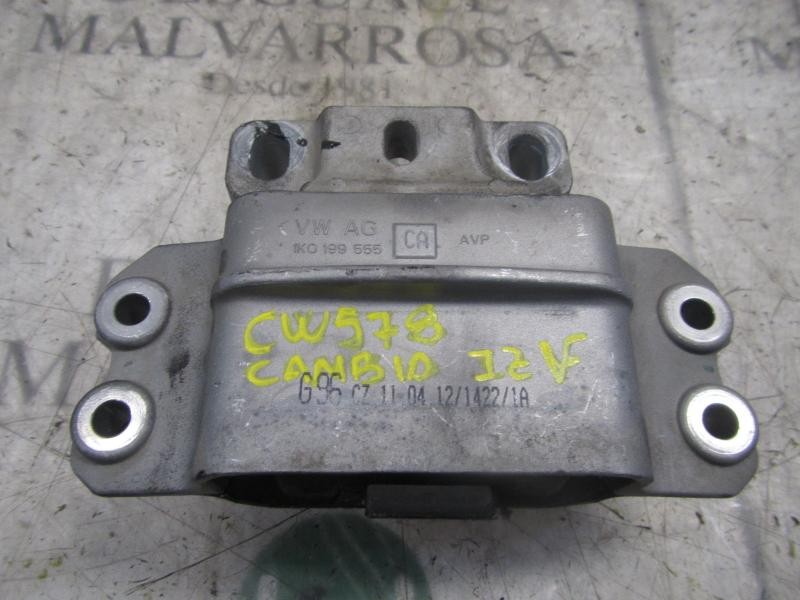 DESGUACE
MALVARROSA
Desde 1981
VW AG CA AVP
1K0 199 555
CW578
CAMBIO 12V
G96 CZ 11 04 12/1422/1A